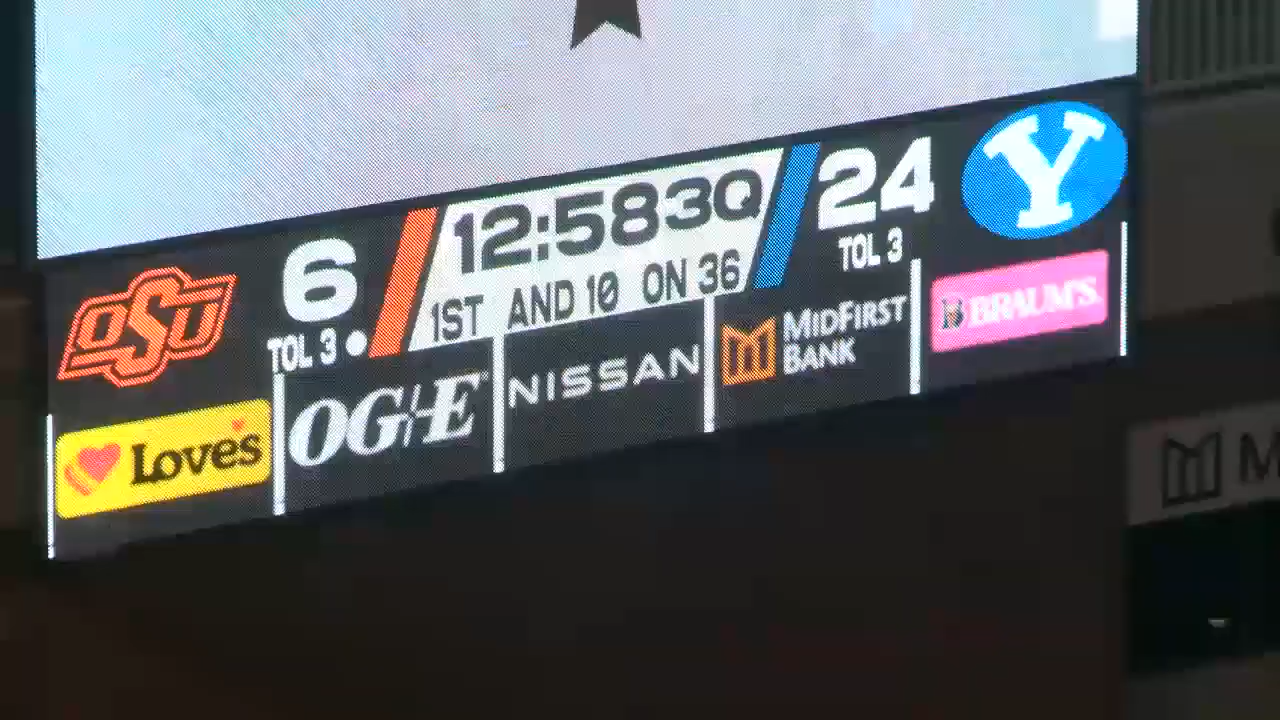 OSU
6
TOL 3
12:58 3Q
1ST AND 10 ON 36
24
TOL 3
Y
Love's
OG+E
NISSAN
MIDFIRST
BANK
B BRAUM'S
M